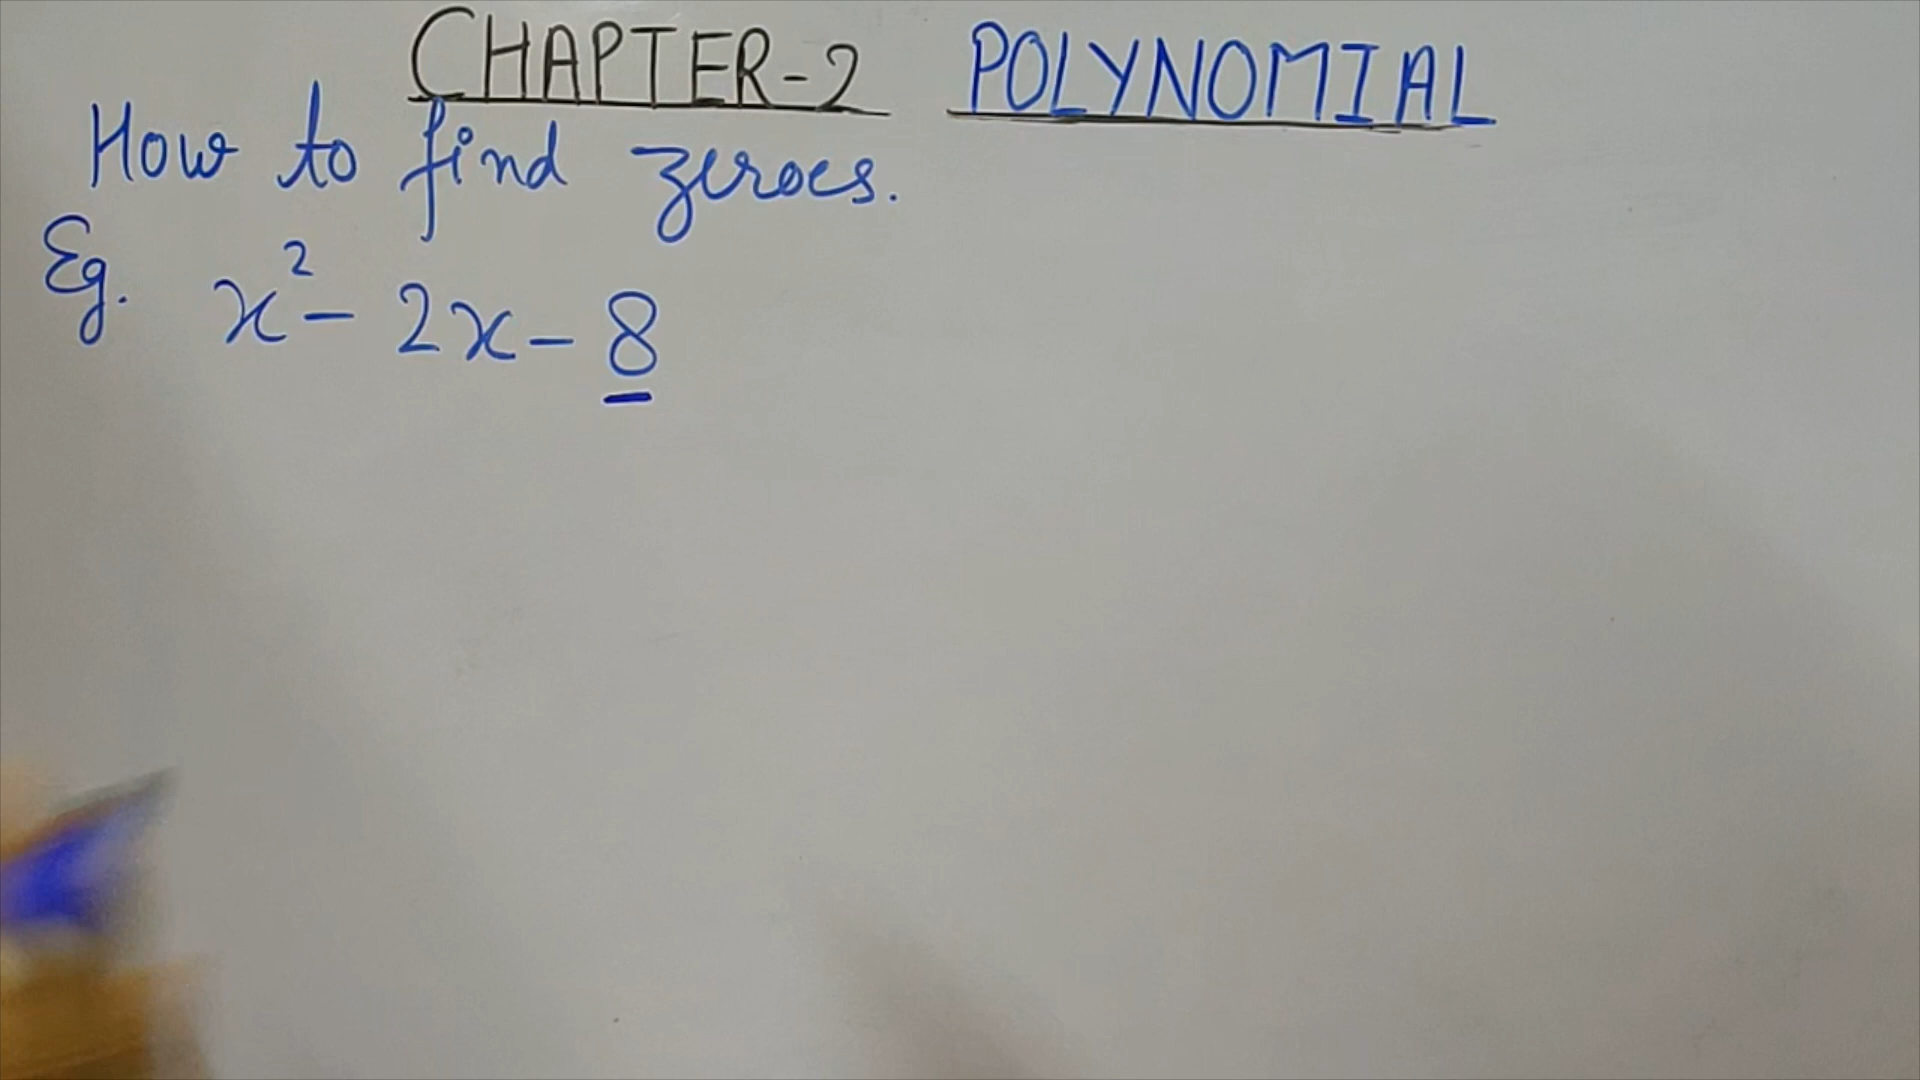 CHAPTER-2 POLYNOMIAL
How to find zeroes.
Eg. x² - 2x - 8